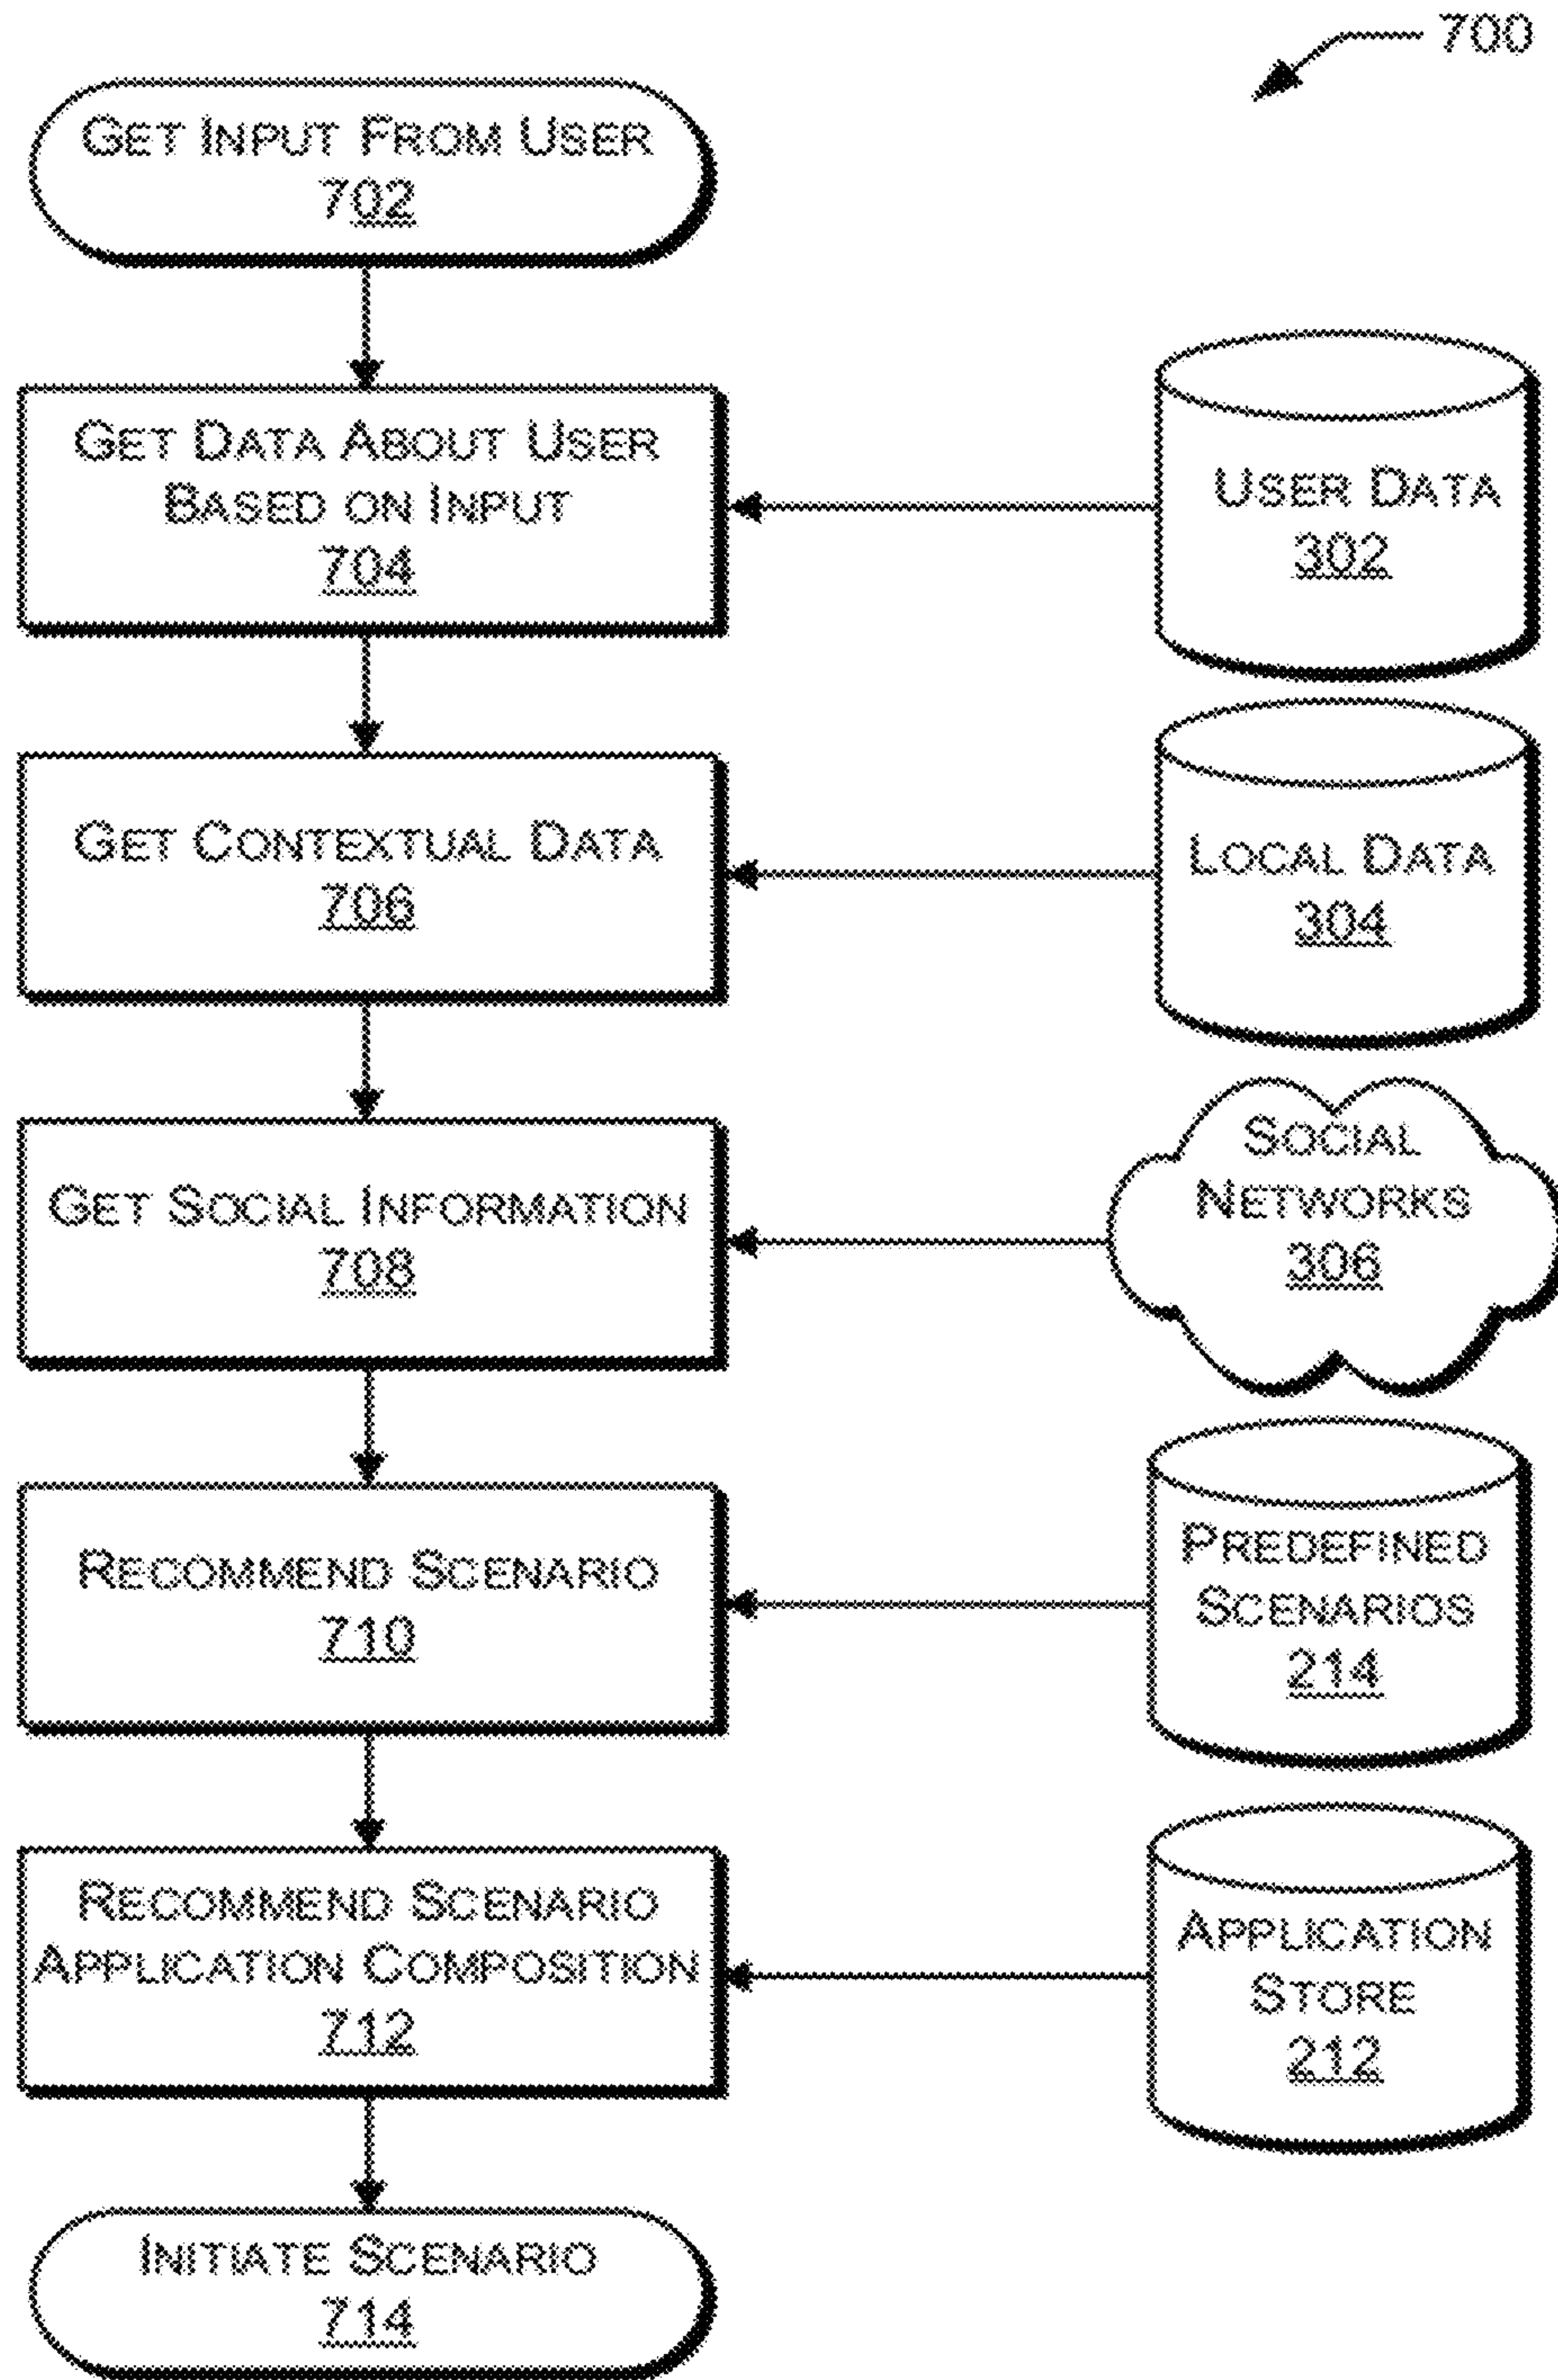 700
GET INPUT FROM USER
702
GET DATA ABOUT USER
BASED ON INPUT
704
USER DATA
302
GET CONTEXTUAL DATA
706
LOCAL DATA
304
GET SOCIAL INFORMATION
708
SOCIAL
NETWORKS
306
RECOMMEND SCENARIO
710
PREDEFINED
SCENARIOS
214
RECOMMEND SCENARIO
APPLICATION COMPOSITION
712
APPLICATION
STORE
212
INITIATE SCENARIO
714